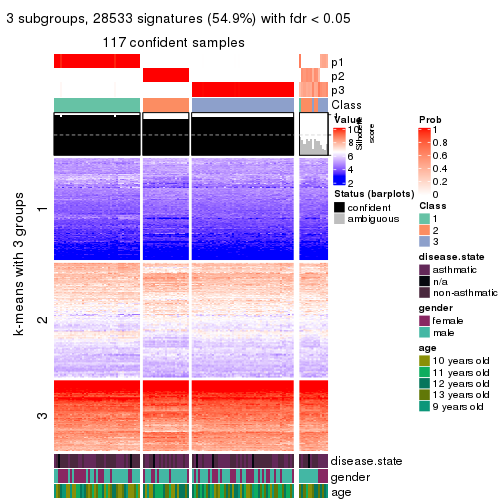 3 subgroups, 28533 signatures (54.9%) with fdr < 0.05
117 confident samples
p1
p2
p3
Class
Silhouette
score
k-means with 3 groups
1
2
3
disease.state
gender
age
Value
10
8
6
4
2
Status (barplots)
confident
ambiguous
Prob
1
0.8
0.6
0.4
0.2
0
Class
1
2
3
disease.state
asthmatic
n/a
non-asthmatic
gender
female
male
age
10 years old
11 years old
12 years old
13 years old
9 years old